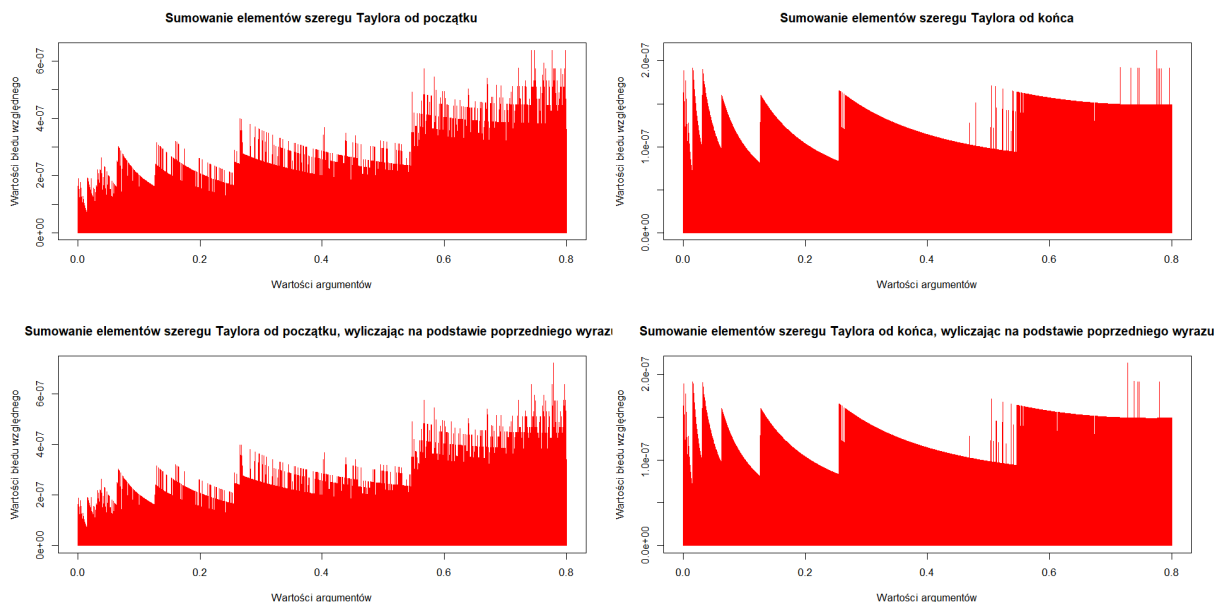 Sumowanie elementów szeregu Taylora od początku
Wartości błedu względnego
0e+00 2e-07 4e-07 6e-07
0.0 0.2 0.4 0.6 0.8
Wartości argumentów
Sumowanie elementów szeregu Taylora od końca
Wartości błedu względnego
0.0e+00 1.0e-07 2.0e-07
0.0 0.2 0.4 0.6 0.8
Wartości argumentów
Sumowanie elementów szeregu Taylora od początku, wyliczając na podstawie poprzedniego wyrazu
Wartości błedu względnego
0e+00 2e-07 4e-07 6e-07
0.0 0.2 0.4 0.6 0.8
Wartości argumentów
Sumowanie elementów szeregu Taylora od końca, wyliczając na podstawie poprzedniego wyrazu
Wartości błedu względnego
0.0e+00 1.0e-07 2.0e-07
0.0 0.2 0.4 0.6 0.8
Wartości argumentów